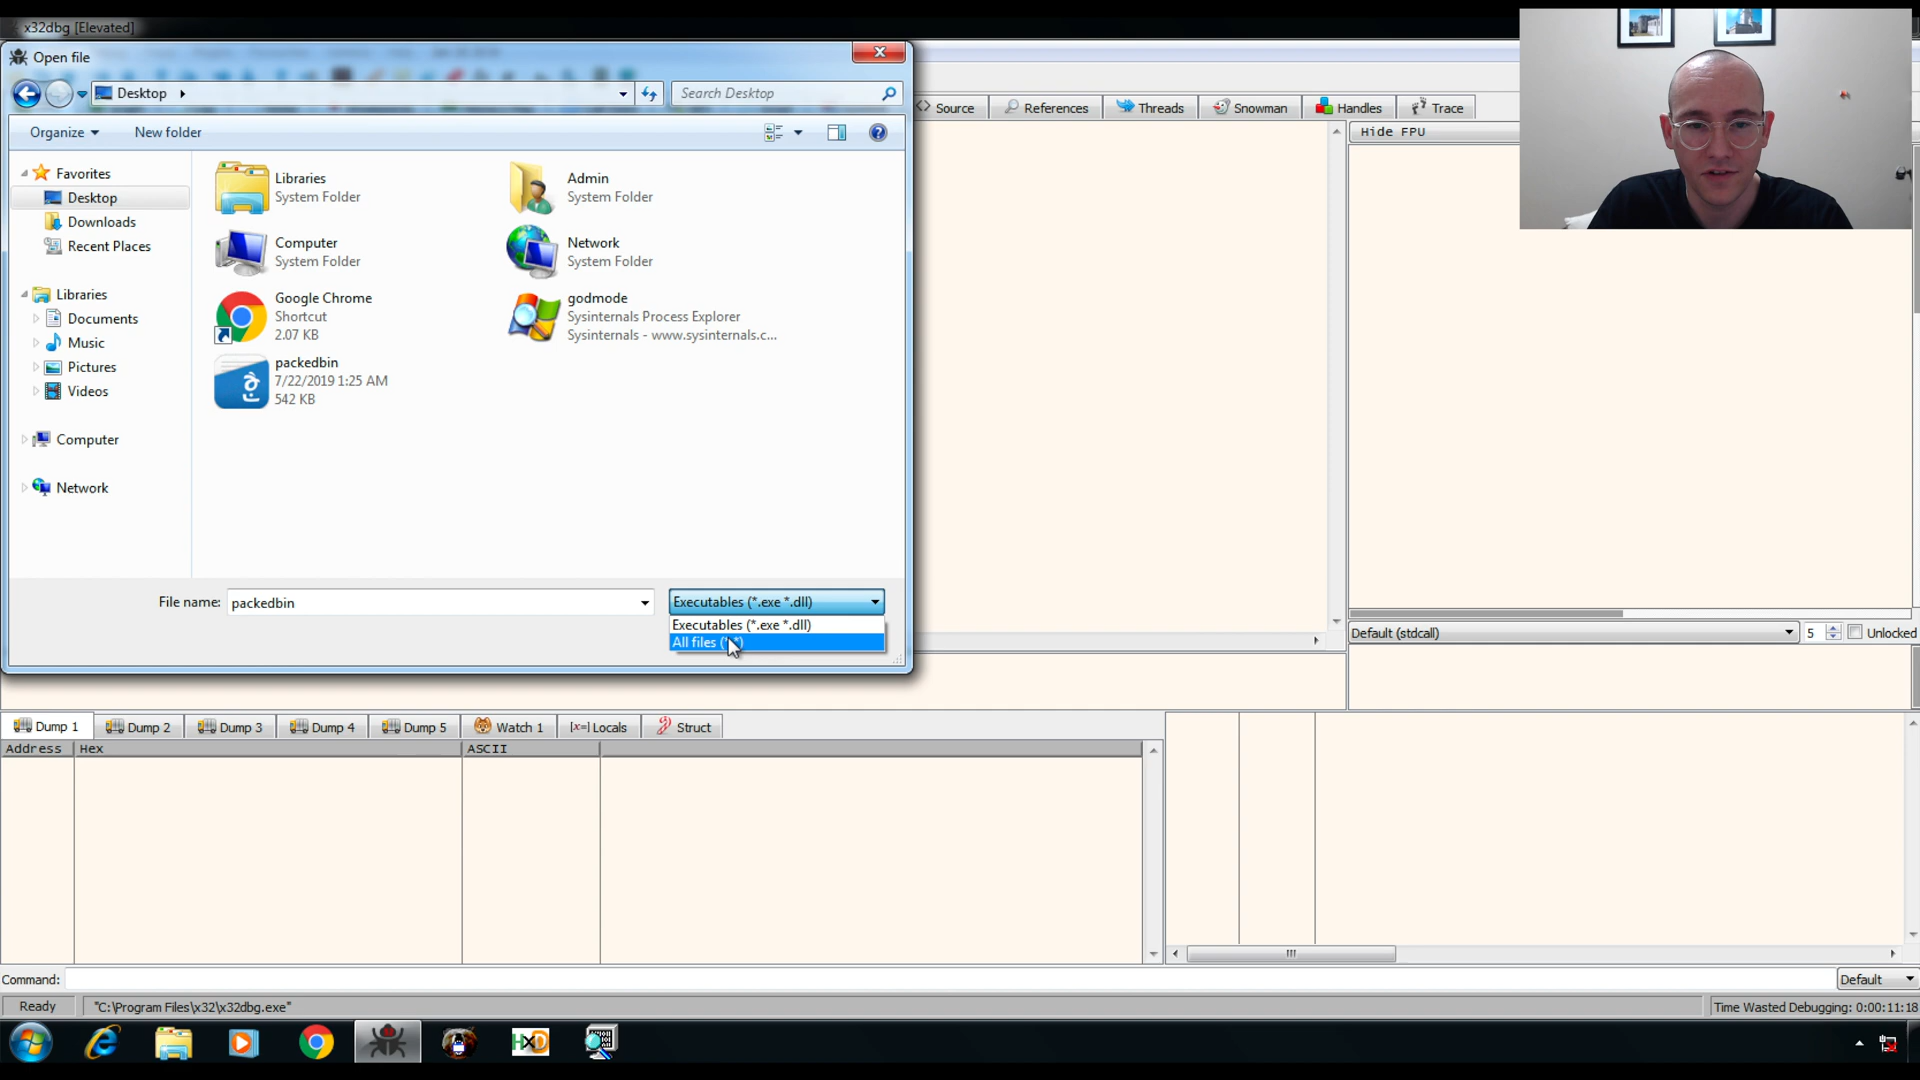 x32dbg [Elevated]
Open file
Desktop
Search Desktop
Organize
New folder
Source
References
Threads
Snowman
Handles
Trace
Hide FPU
Favorites
Desktop
Downloads
Recent Places
Libraries
Documents
Music
Pictures
Videos
Computer
Network
Libraries
System Folder
Admin
System Folder
Computer
System Folder
Network
System Folder
Google Chrome
Shortcut
2.07 KB
godmode
Sysinternals Process Explorer
Sysinternals - www.sysinternals.c...
packedbin
7/22/2019 1:25 AM
542 KB
File name:
packedbin
Executables (*.exe *.dll)
Executables (*.exe *.dll)
All files
Default (stdcall)
5
Unlocked
Dump 1
Dump 2
Dump 3
Dump 4
Dump 5
Watch 1
[x=] Locals
Struct
Address
Hex
ASCII
Command:
Default
Ready
"C:\Program Files\x32\x32dbg.exe"
Time Wasted Debugging: 0:00:11:18
HXD